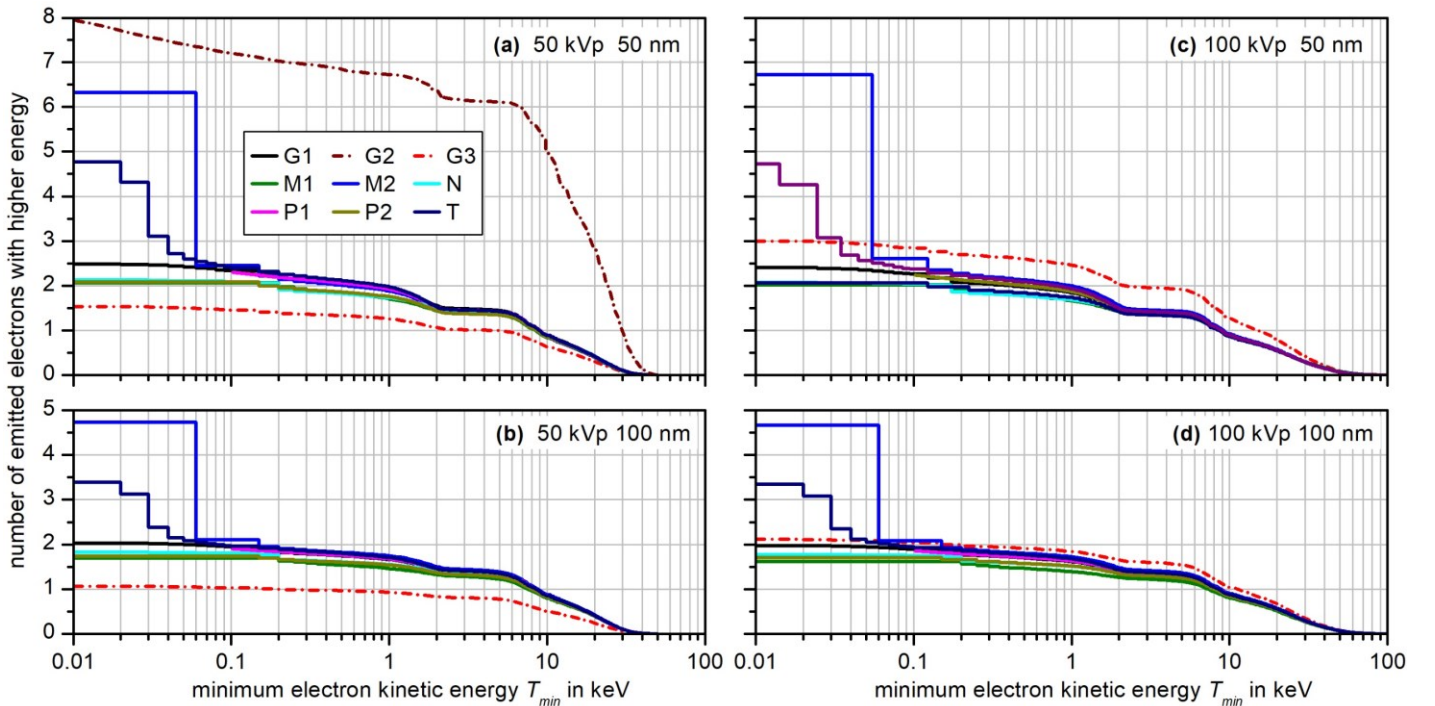 number of emitted electrons with higher energy
8
7
6
5
4
3
2
1
0
(a) 50 kVp 50 nm
G1 G2 G3
M1 M2 N
P1 P2 T
(c) 100 kVp 50 nm
5
4
3
2
1
0
(b) 50 kVp 100 nm
0.01 0.1 1 10 100
minimum electron kinetic energy Tmin in keV
(d) 100 kVp 100 nm
0.01 0.1 1 10 100
minimum electron kinetic energy Tmin in keV